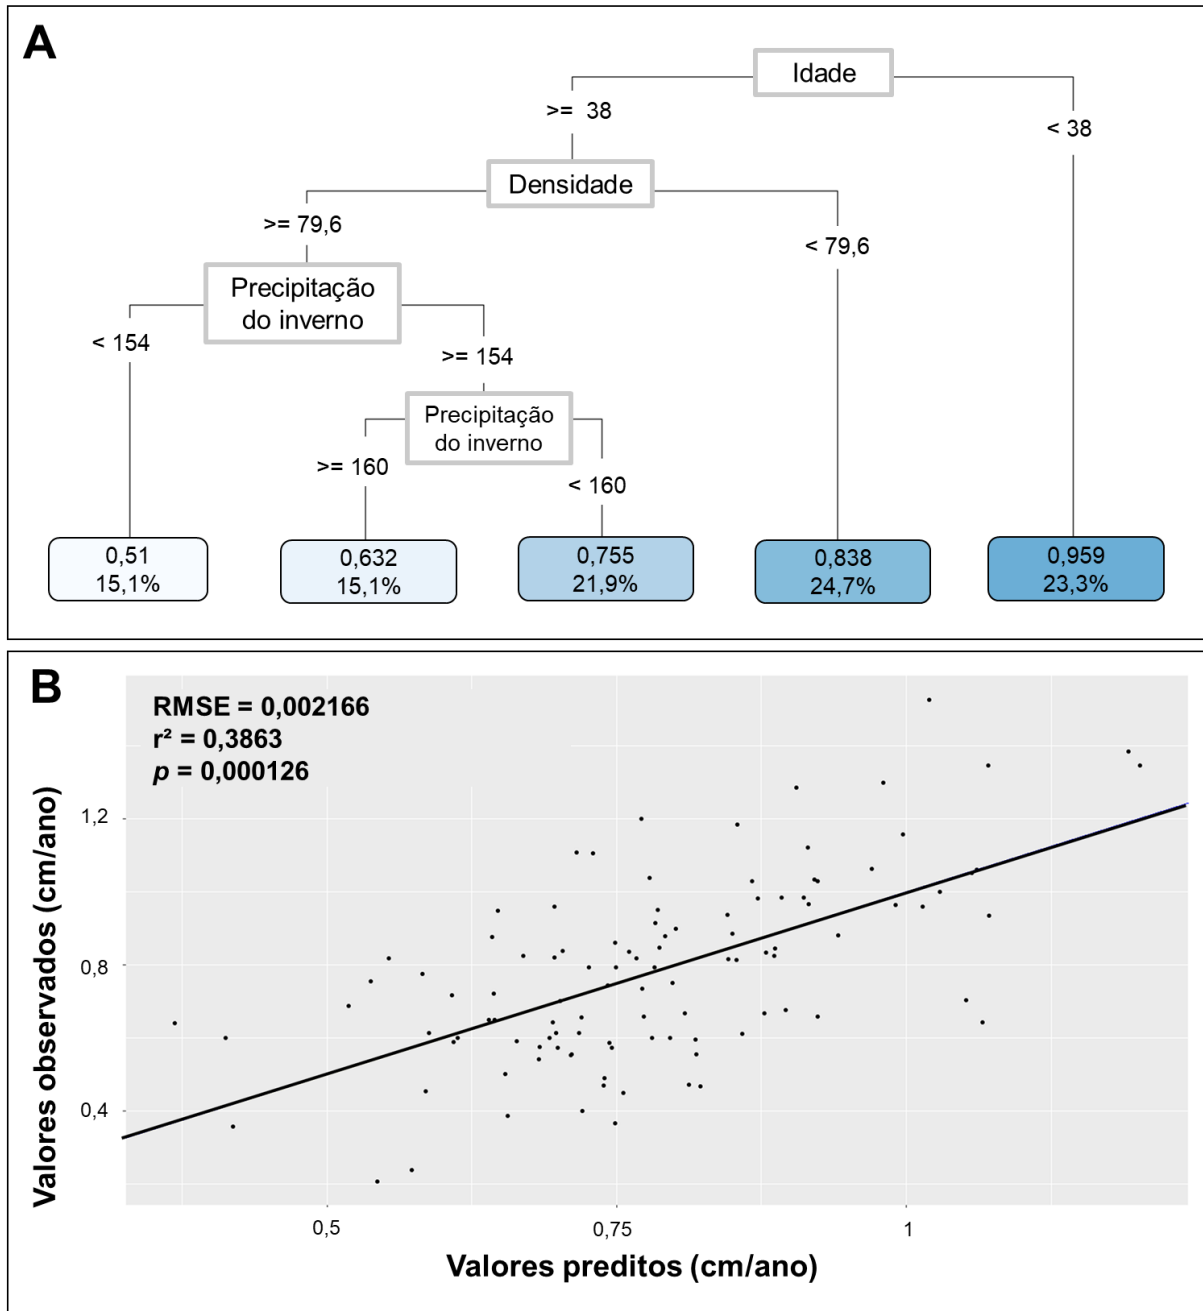 A
Idade
>= 38
< 38
Densidade
>= 79,6
< 79,6
Precipitação
do inverno
< 154
>= 154
Precipitação
do inverno
>= 160
< 160
0,51
15,1%
0,632
15,1%
0,755
21,9%
0,838
24,7%
0,959
23,3%
B
RMSE = 0,002166
r² = 0,3863
p = 0,000126
Valores observados (cm/ano)
1,2
0,8
0,4
0,5
0,75
1
Valores preditos (cm/ano)